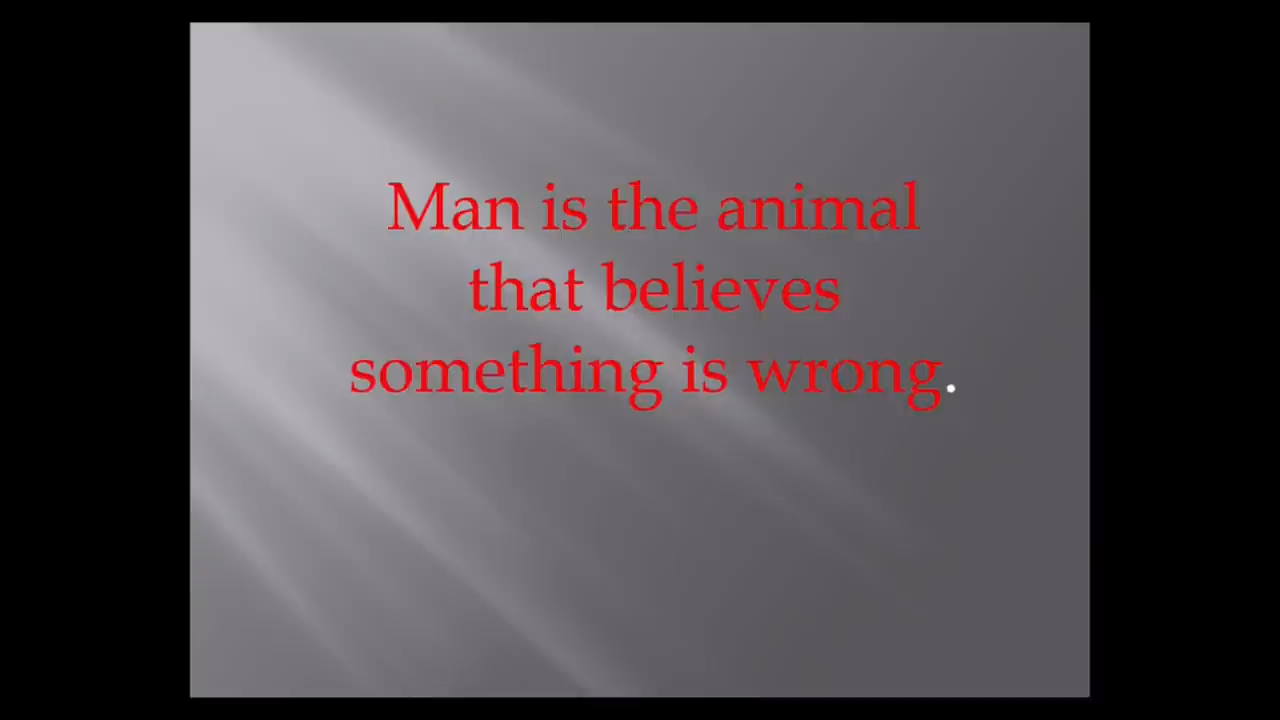 Man is the animal
that believes
something is wrong.